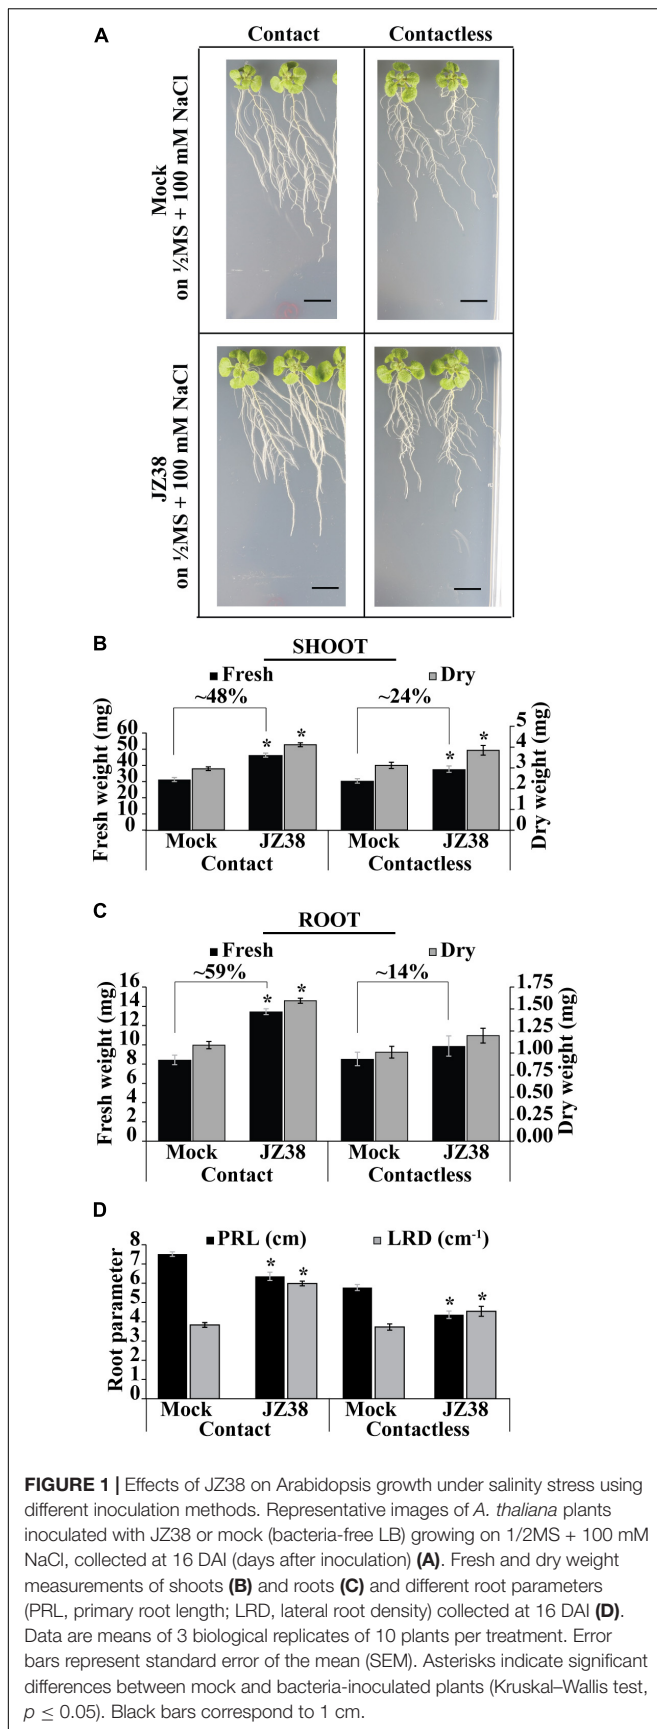 A
Contact Contactless
Mock
on ½MS + 100 mM NaCl
JZ38
on ½MS + 100 mM NaCl
B
SHOOT
Fresh Dry
~48% ~24%
Fresh weight (mg)
60
50
40
30
20
10
0
* * * *
5
4
3
2
1
0
Dry weight (mg)
Mock JZ38 Mock JZ38
Contact Contactless
C
ROOT
Fresh Dry
~59% ~14%
Fresh weight (mg)
16
14
12
10
8
6
4
2
0
* *
1.75
1.50
1.25
1.00
0.75
0.50
0.25
0.00
Dry weight (mg)
Mock JZ38 Mock JZ38
Contact Contactless
D
PRL (cm) LRD (cm⁻¹)
Root parameter
8
7
6
5
4
3
2
1
0
* * * *
Mock JZ38 Mock JZ38
Contact Contactless
FIGURE 1 | Effects of JZ38 on Arabidopsis growth under salinity stress using
different inoculation methods. Representative images of A. thaliana plants
inoculated with JZ38 or mock (bacteria-free LB) growing on 1/2MS + 100 mM
NaCl, collected at 16 DAI (days after inoculation) (A). Fresh and dry weight
measurements of shoots (B) and roots (C) and different root parameters
(PRL, primary root length; LRD, lateral root density) collected at 16 DAI (D).
Data are means of 3 biological replicates of 10 plants per treatment. Error
bars represent standard error of the mean (SEM). Asterisks indicate significant
differences between mock and bacteria-inoculated plants (Kruskal–Wallis test,
p ≤ 0.05). Black bars correspond to 1 cm.